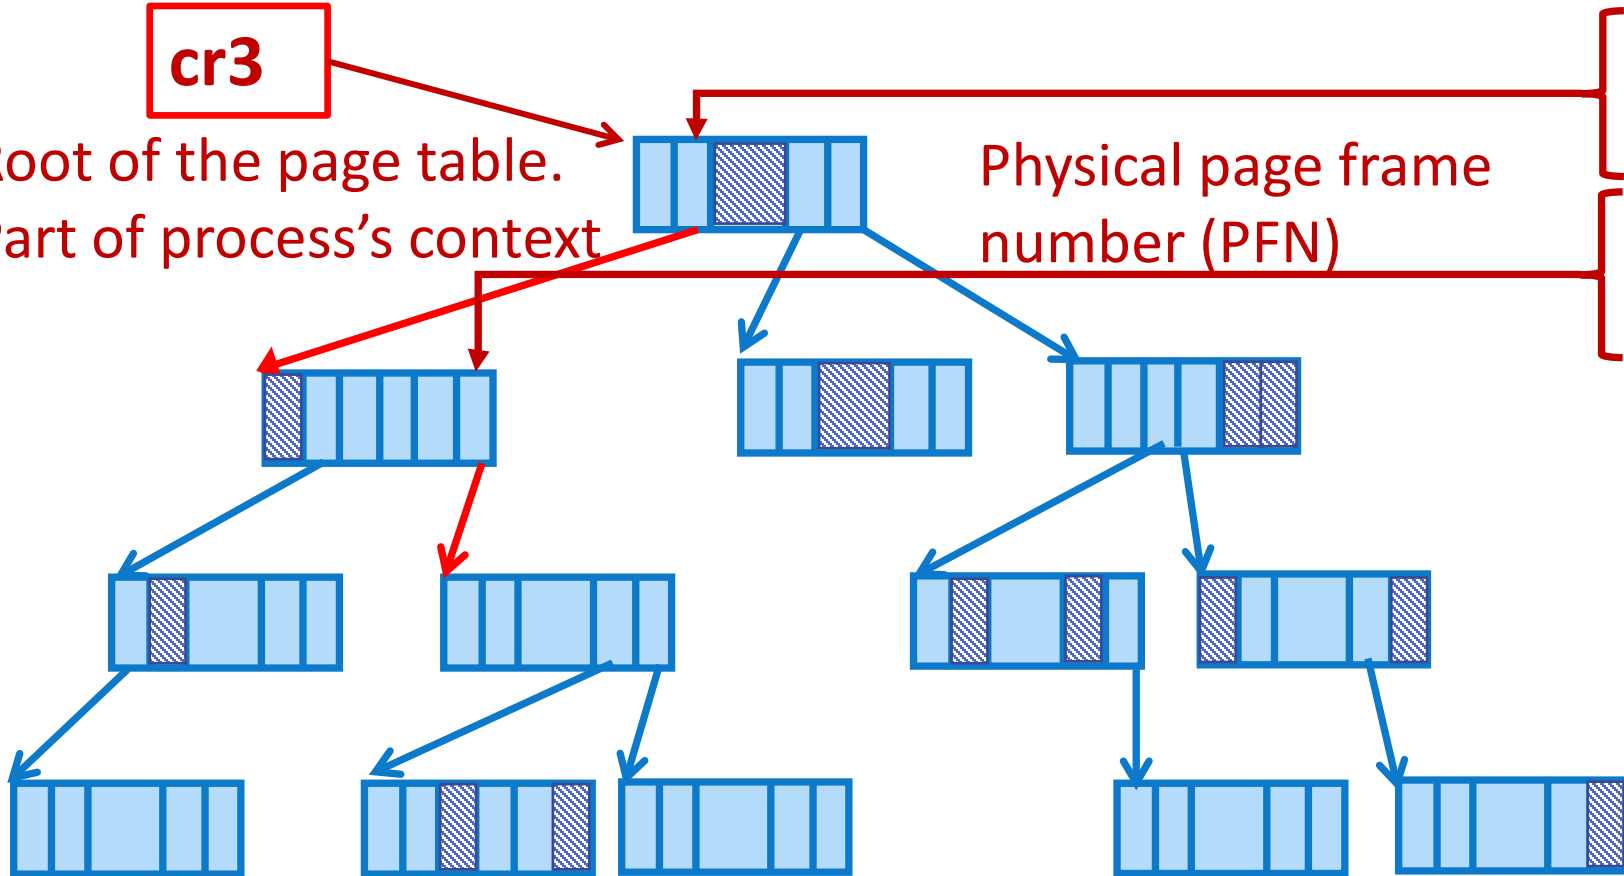 cr3
Root of the page table.
Part of process's context
Physical page frame
number (PFN)